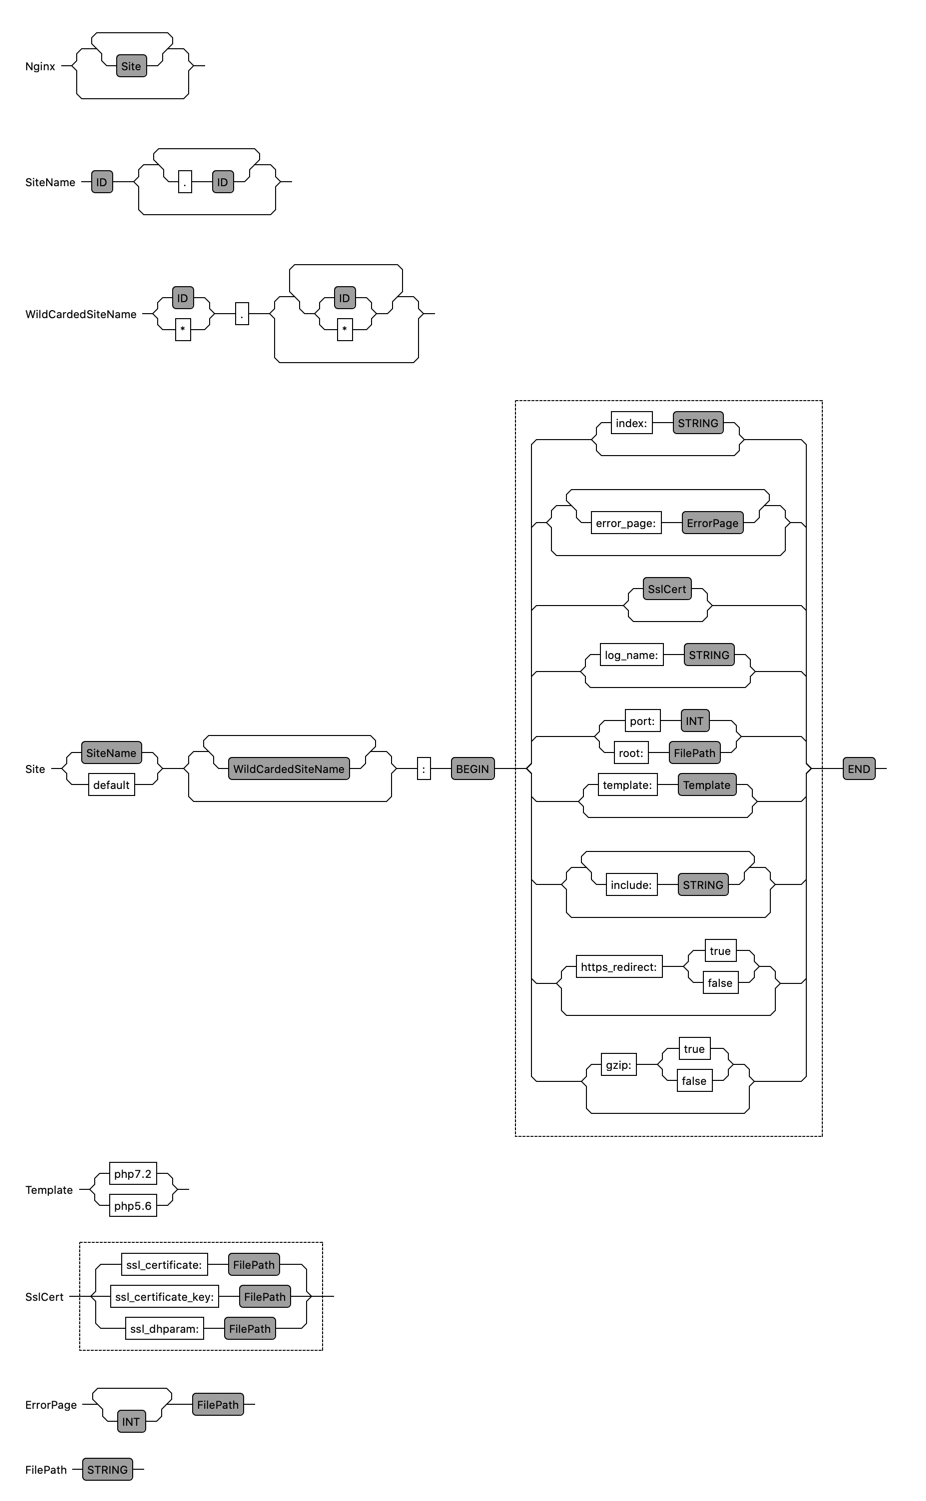 Nginx Site
SiteName ID . ID
WildCardedSiteName ID * . ID *
Site SiteName default WildCardedSiteName : BEGIN
index: STRING
error_page: ErrorPage
SslCert
log_name: STRING
port: INT
root: FilePath
template: Template
include: STRING
https_redirect: true false
gzip: true false
END
Template php7.2
php5.6
SslCert
ssl_certificate: FilePath
ssl_certificate_key: FilePath
ssl_dhparam: FilePath
ErrorPage INT FilePath
FilePath STRING